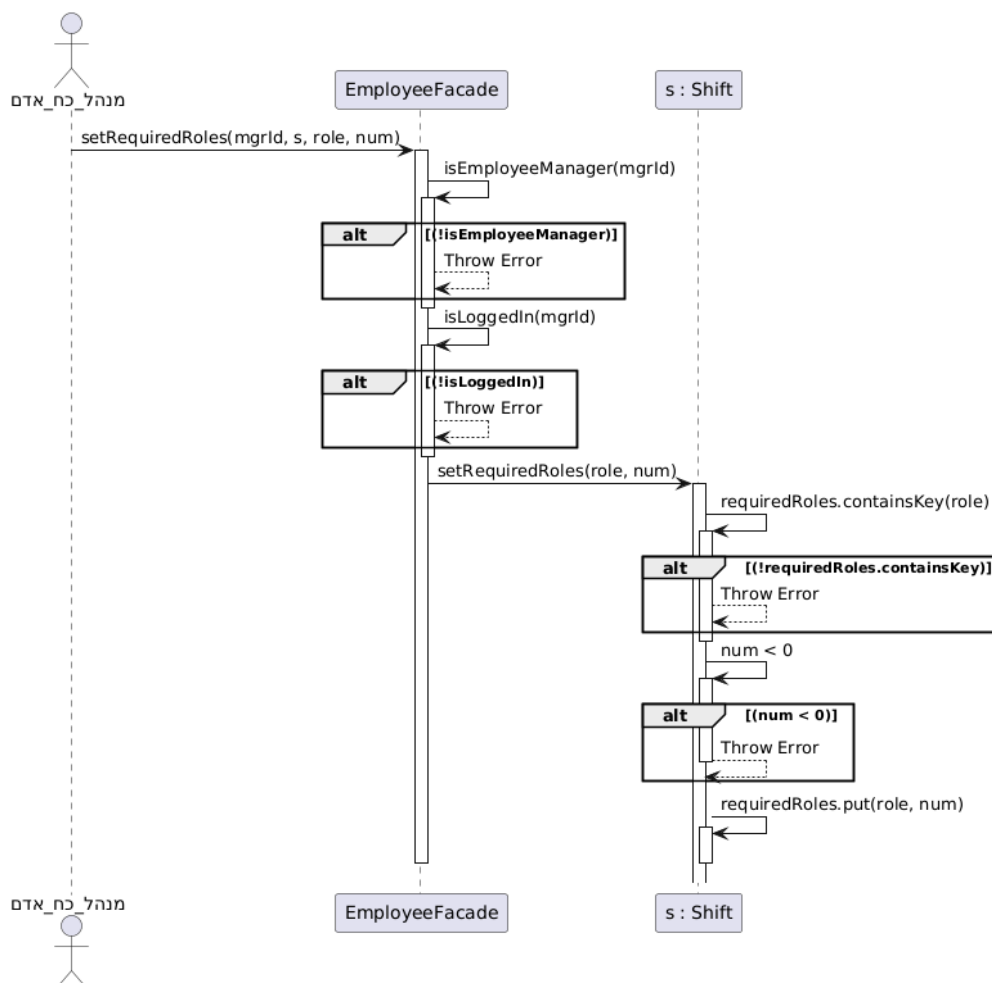 מנהל_כח_אדם
EmployeeFacade
s : Shift
setRequiredRoles(mgrId, s, role, num)
isEmployeeManager(mgrId)
alt
[(!isEmployeeManager)]
Throw Error
isLoggedIn(mgrId)
alt
[(!isLoggedIn)]
Throw Error
setRequiredRoles(role, num)
requiredRoles.containsKey(role)
alt
[(!requiredRoles.containsKey)]
Throw Error
num < 0
alt
[(num < 0)]
Throw Error
requiredRoles.put(role, num)
מנהל_כח_אדם
EmployeeFacade
s : Shift